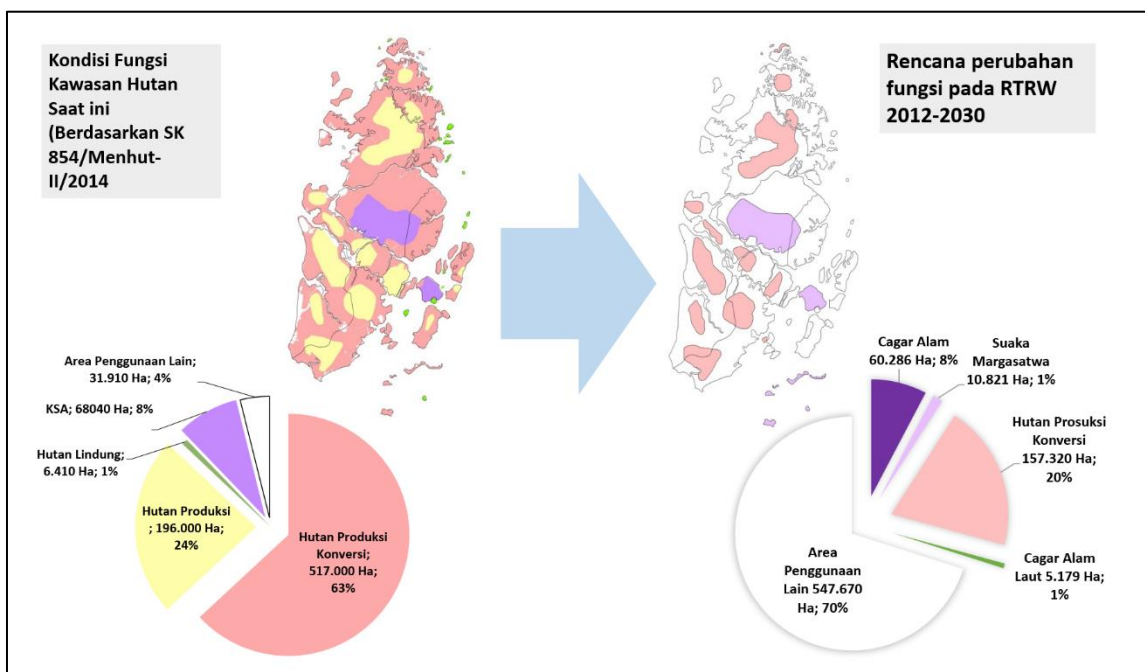 Kondisi Fungsi
Kawasan Hutan
Saat ini
(Berdasarkan SK
854/Menhut-
II/2014
Rencana perubahan
fungsi pada RTRW
2012-2030
Area Penggunaan Lain;
31.910 Ha; 4%
KSA; 68040 Ha; 8%
Hutan Lindung;
6.410 Ha; 1%
Hutan Produksi
; 196.000 Ha;
24%
Hutan Produksi
Konversi;
517.000 Ha;
63%
Cagar Alam
60.286 Ha; 8%
Suaka
Margasatwa
10.821 Ha; 1%
Hutan Prosuksi
Konversi
157.320 Ha;
20%
Cagar Alam
Laut 5.179 Ha;
1%
Area
Penggunaan
Lain 547.670
Ha; 70%